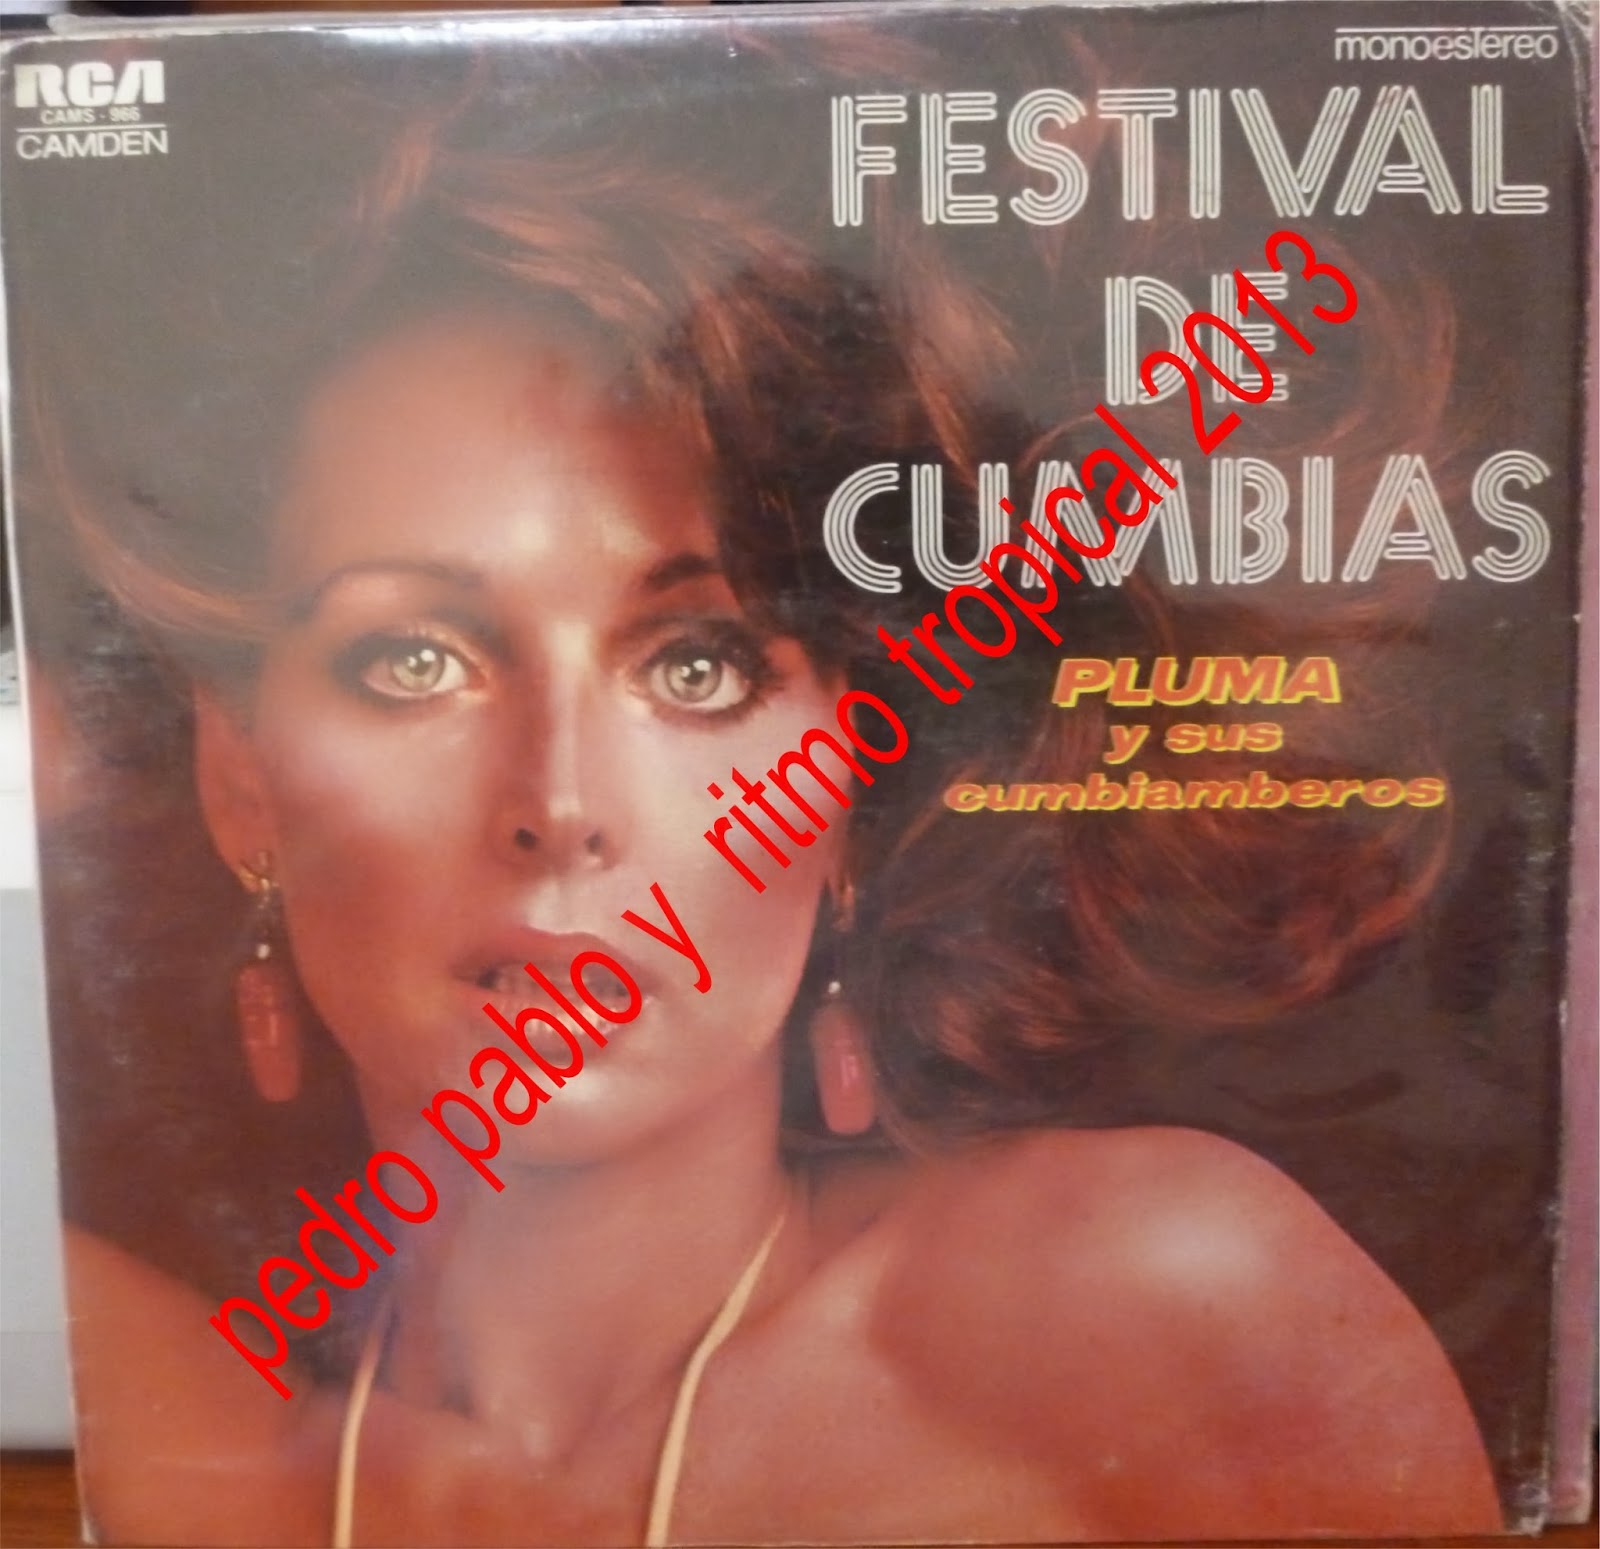 RCA
CAMS - 966
CAMDEN
monoestereo
FESTIVAL
DE
CUMBIAS
PLUMA
y sus
cumbiamberos
pedro pablo y ritmo tropical 2013